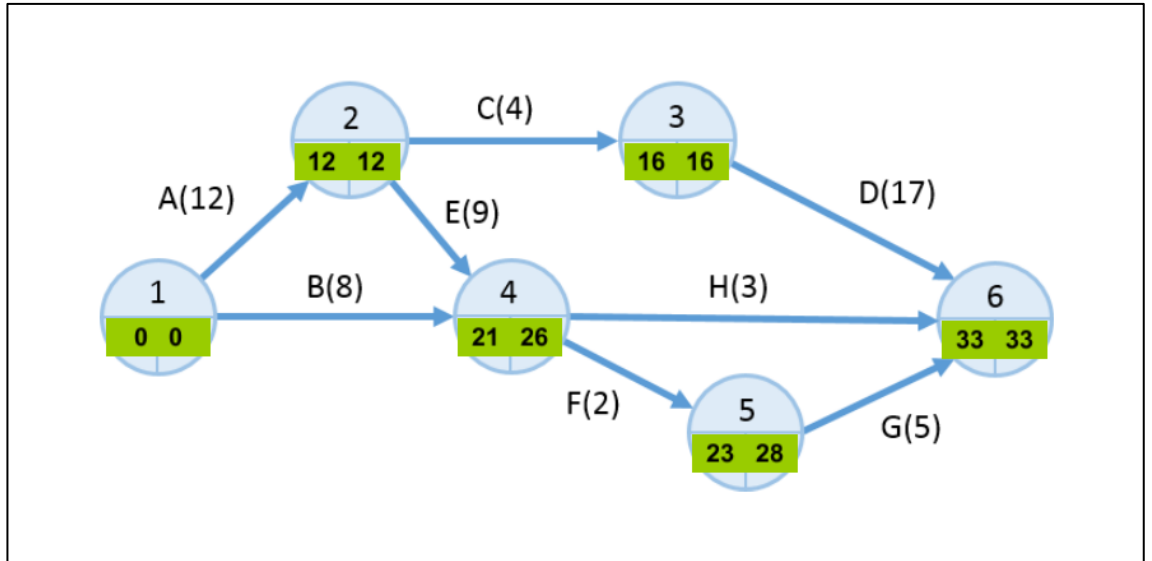 C(4)
2
3
12 12
16 16
A(12)
E(9)
D(17)
1
B(8)
4
H(3)
6
0 0
21 26
33 33
F(2)
5
G(5)
23 28